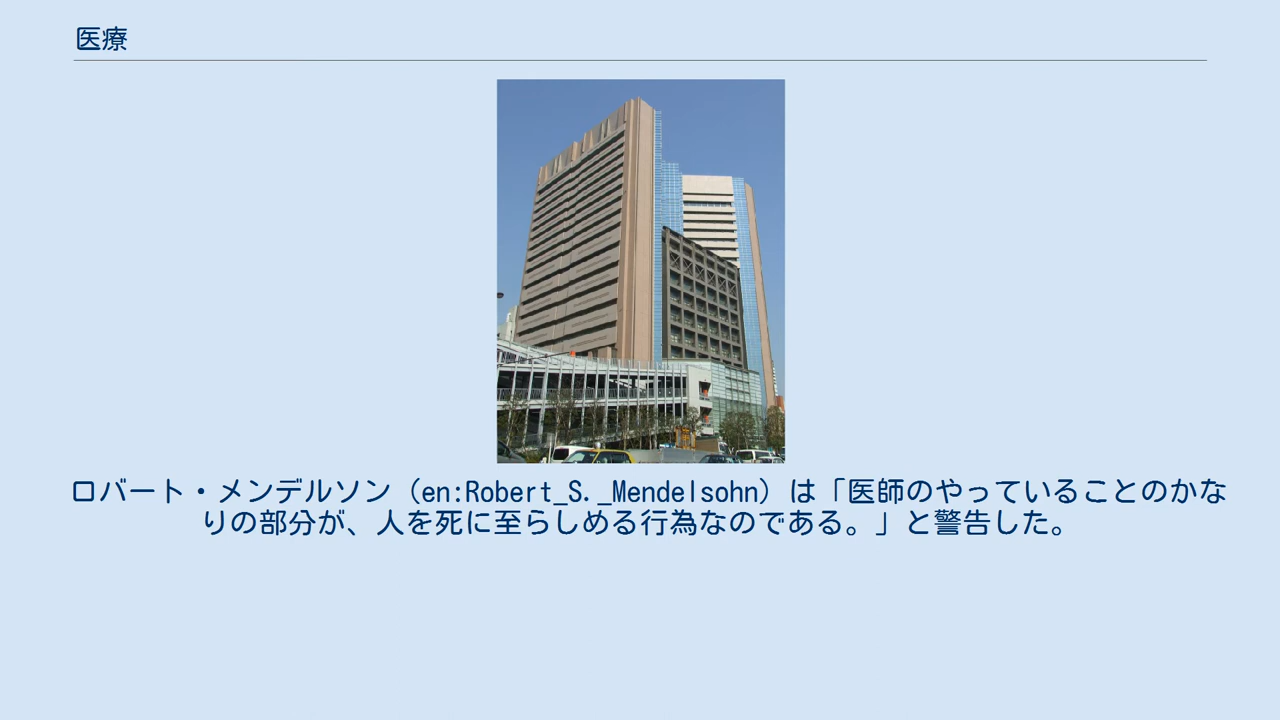 医療
ロバート・メンデルソン（en:Robert_S._Mendelsohn）は「医師のやっていることのかな
りの部分が、人を死に至らしめる行為なのである。」と警告した。